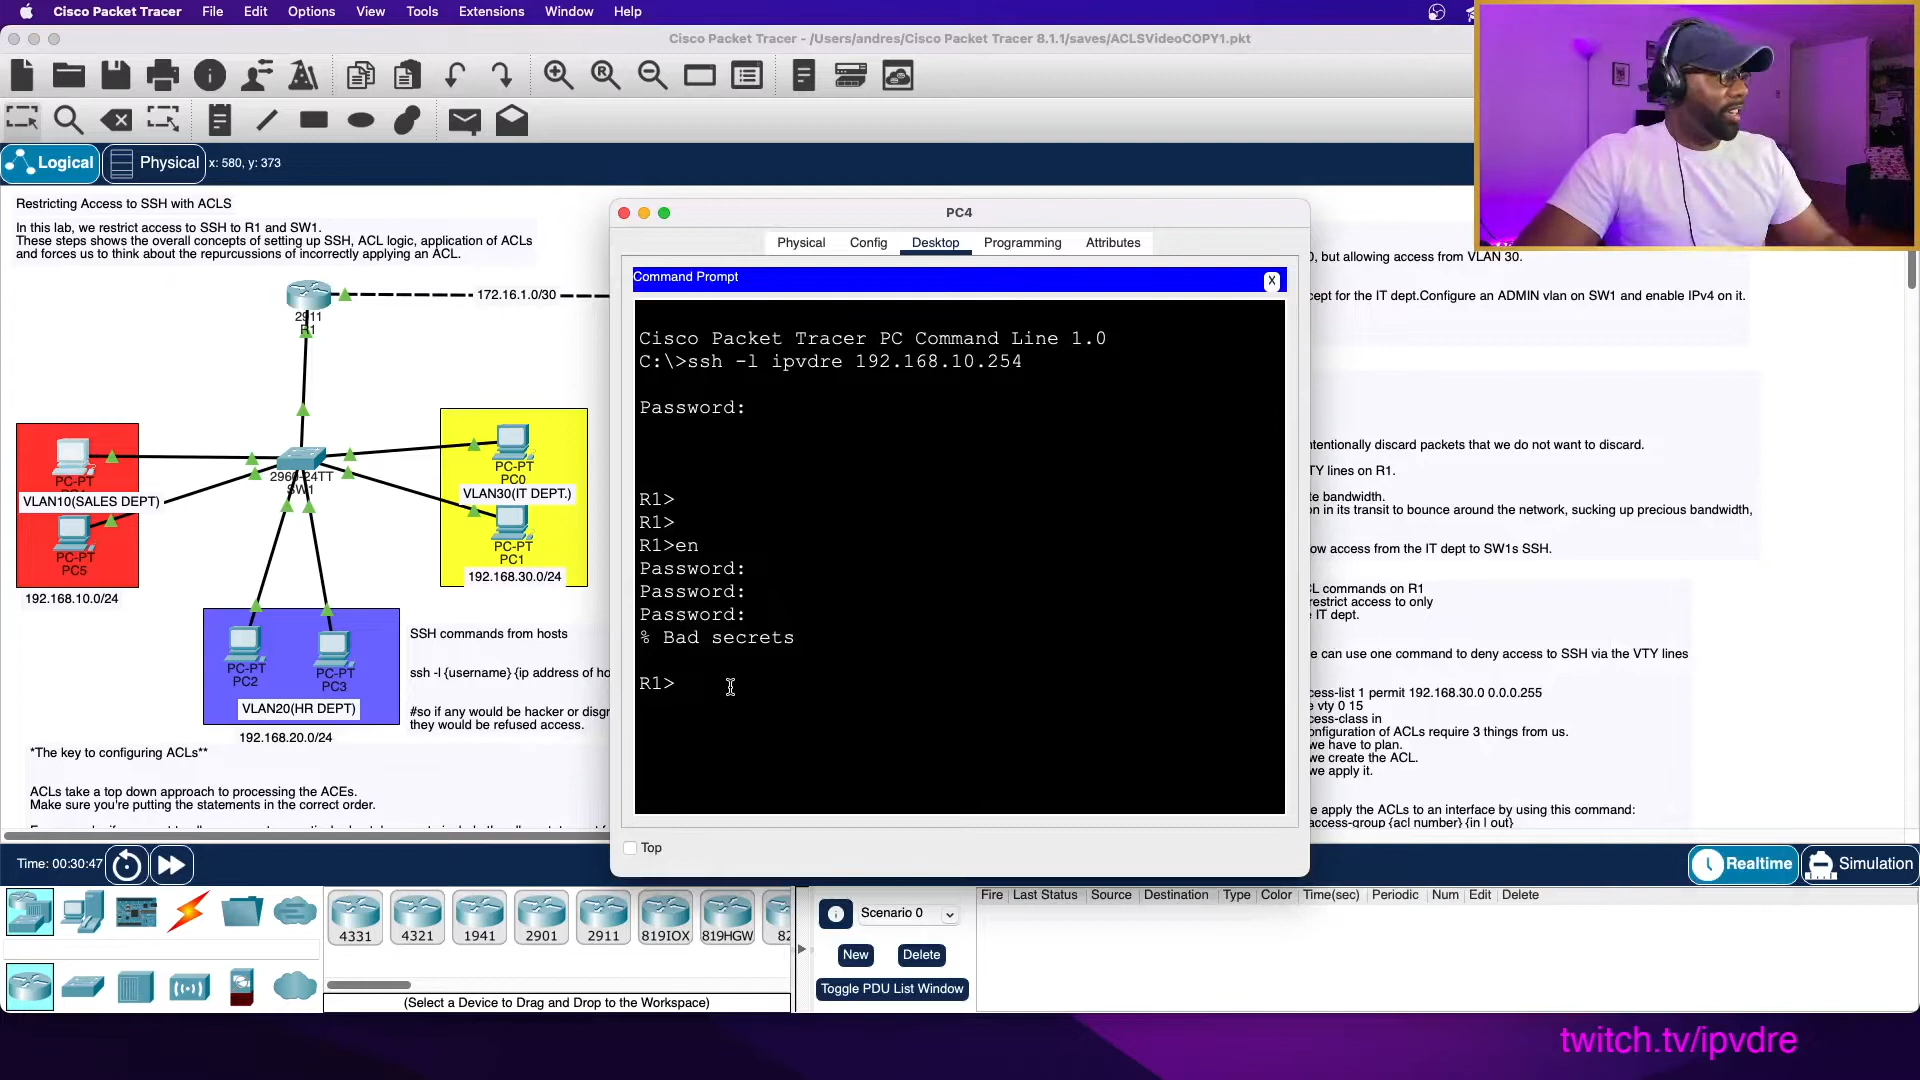 Cisco Packet Tracer File Edit Options View Tools Extensions Window Help
Cisco Packet Tracer - /Users/andres/Cisco Packet Tracer 8.1.1/saves/ACLSVideoCOPY1.pkt
Logical Physical x: 580, y: 373
Restricting Access to SSH with ACLS
In this lab, we restrict access to SSH to R1 and SW1.
These steps shows the overall concepts of setting up SSH, ACL logic, application of ACLs
and forces us to think about the repurcussions of incorrectly applying an ACL.
172.16.1.0/30
2911
R1
2960-24TT
SW1
PC-PT
VLAN10(SALES DEPT)
PC-PT
PC5
192.168.10.0/24
PC-PT
PC0
VLAN30(IT DEPT.)
PC-PT
PC1
192.168.30.0/24
PC-PT
PC2
PC-PT
PC3
VLAN20(HR DEPT)
192.168.20.0/24
SSH commands from hosts
ssh -l {username} {ip address of ho
#so if any would be hacker or disgr
they would be refused access.
*The key to configuring ACLs**
ACLs take a top down approach to processing the ACEs.
Make sure you're putting the statements in the correct order.
PC4
Physical Config Desktop Programming Attributes
Command Prompt
X
Cisco Packet Tracer PC Command Line 1.0
C:\>ssh -l ipvdre 192.168.10.254
Password:
R1>
R1>
R1>en
Password:
Password:
Password:
% Bad secrets
R1>
Top
0, but allowing access from VLAN 30.
cept for the IT dept.Configure an ADMIN vlan on SW1 and enable IPv4 on it.
ntentionally discard packets that we do not want to discard.
TY lines on R1.
te bandwidth.
on in its transit to bounce around the network, sucking up precious bandwidth,
ow access from the IT dept to SW1s SSH.
CL commands on R1
restrict access to only
e IT dept.
e can use one command to deny access to SSH via the VTY lines
cess-list 1 permit 192.168.30.0 0.0.0.255
e vty 0 15
cess-class in
onfiguration of ACLs require 3 things from us.
we have to plan.
we create the ACL.
we apply it.
e apply the ACLs to an interface by using this command:
access-group {acl number} {in | out}
Time: 00:30:47
Realtime Simulation
4331 4321 1941 2901 2911 819IOX 819HGW
(Select a Device to Drag and Drop to the Workspace)
Scenario 0
New Delete
Toggle PDU List Window
Fire Last Status Source Destination Type Color Time(sec) Periodic Num Edit Delete
twitch.tv/ipvdre